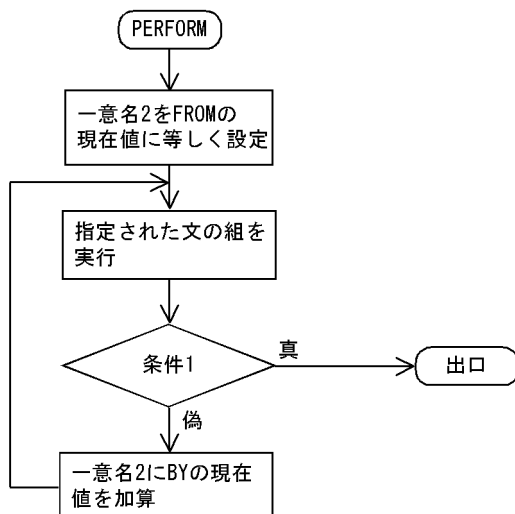 PERFORM
一意名2をFROMの
現在値に等しく設定
指定された文の組を
実行
条件1
真
出口
偽
一意名2にBYの現在
値を加算